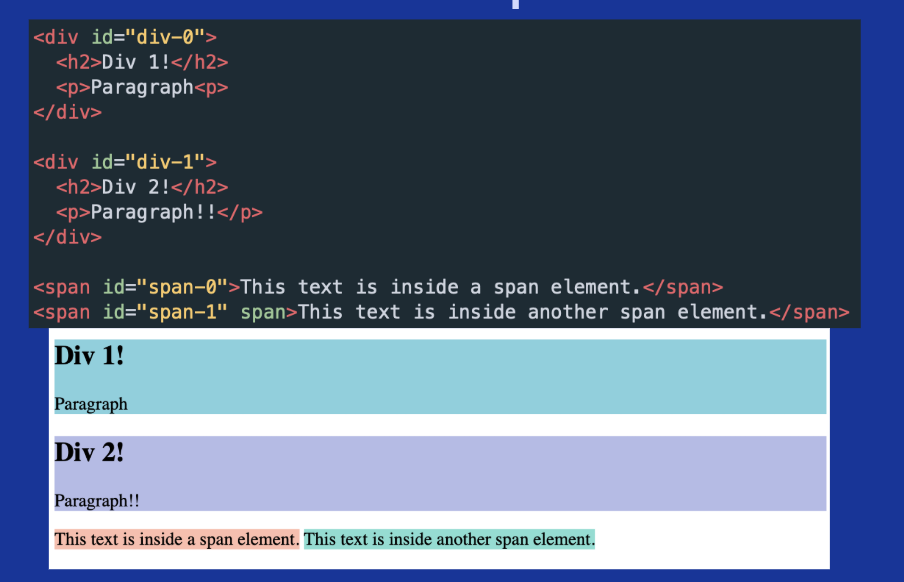 <div id="div-0">
  <h2>Div 1!</h2>
  <p>Paragraph<p>
</div>

<div id="div-1">
  <h2>Div 2!</h2>
  <p>Paragraph!!</p>
</div>

<span id="span-0">This text is inside a span element.</span>
<span id="span-1" span>This text is inside another span element.</span>
Div 1!
Paragraph
Div 2!
Paragraph!!
This text is inside a span element. This text is inside another span element.